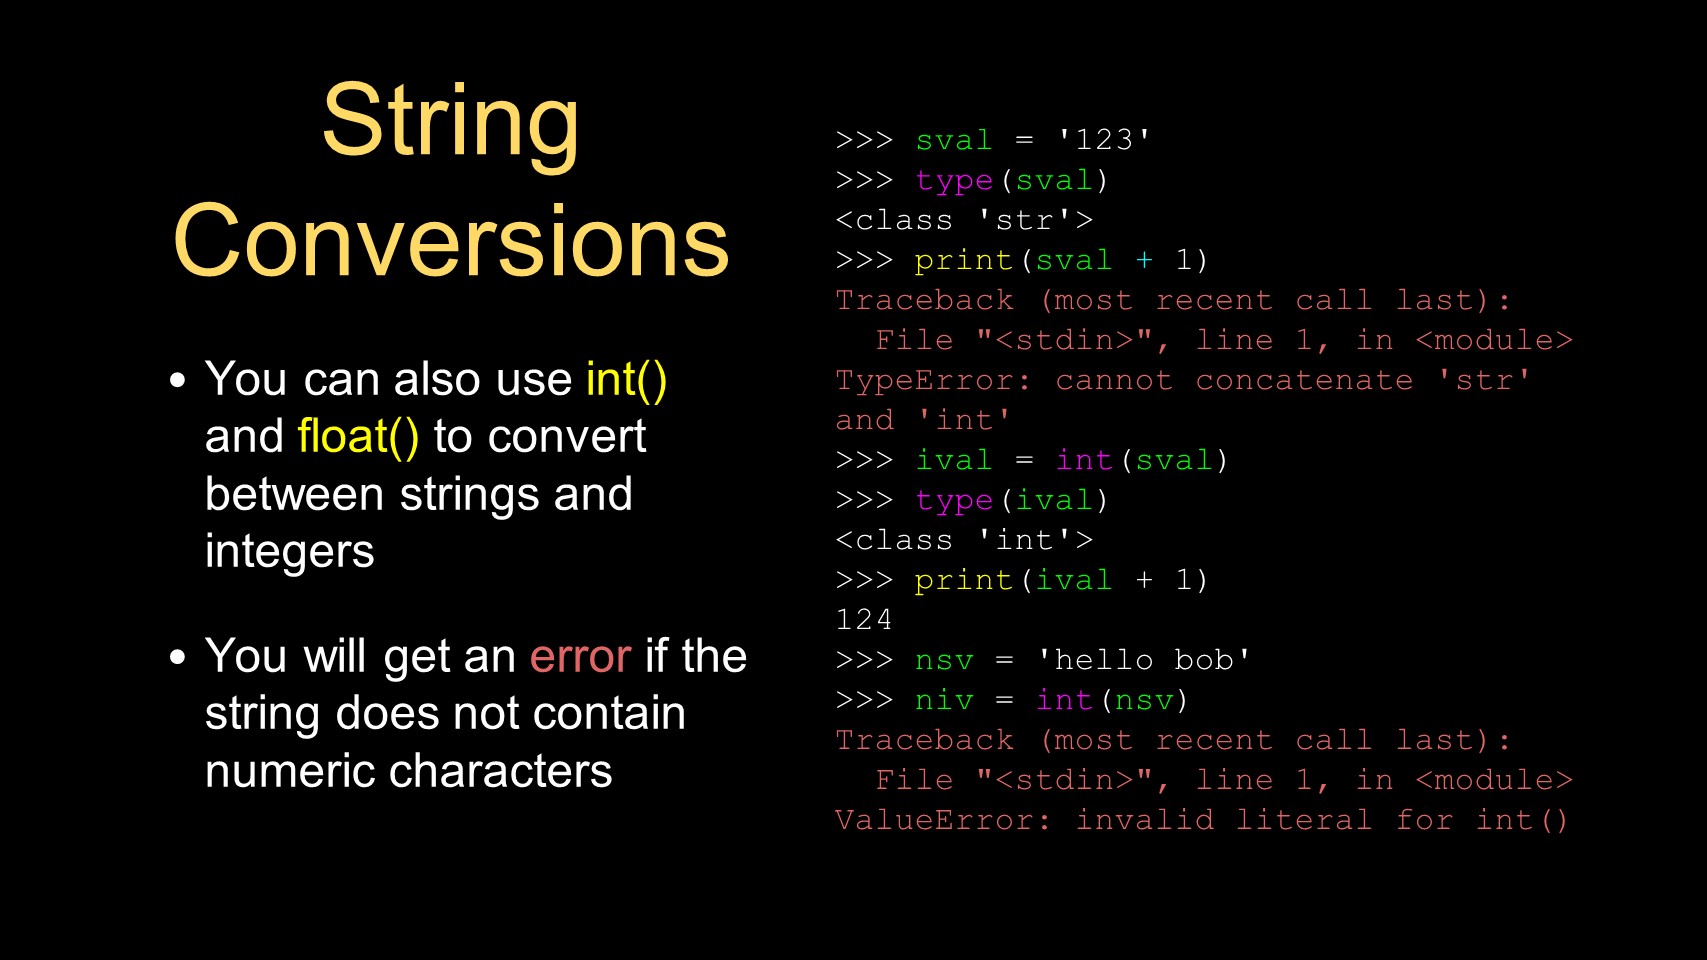 String
Conversions
• You can also use int()
and float() to convert
between strings and
integers
• You will get an error if the
string does not contain
numeric characters
>>> sval = '123'
>>> type(sval)
<class 'str'>
>>> print(sval + 1)
Traceback (most recent call last):
  File "<stdin>", line 1, in <module>
TypeError: cannot concatenate 'str'
and 'int'
>>> ival = int(sval)
>>> type(ival)
<class 'int'>
>>> print(ival + 1)
124
>>> nsv = 'hello bob'
>>> niv = int(nsv)
Traceback (most recent call last):
  File "<stdin>", line 1, in <module>
ValueError: invalid literal for int()